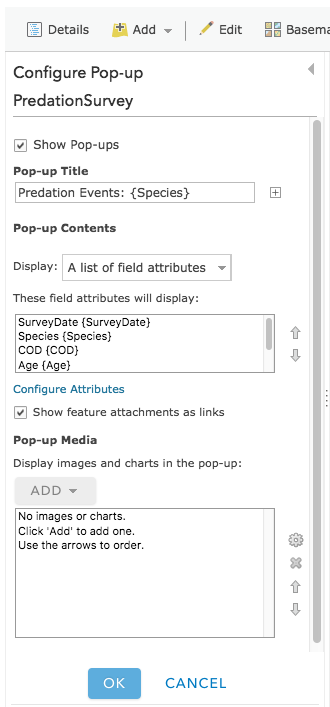 Details Add Edit Basema
Configure Pop-up
PredationSurvey
Show Pop-ups
Pop-up Title
Predation Events: {Species}
Pop-up Contents
Display: A list of field attributes
These field attributes will display:
SurveyDate {SurveyDate}
Species {Species}
COD {COD}
Age {Age}
Configure Attributes
Show feature attachments as links
Pop-up Media
Display images and charts in the pop-up:
ADD
No images or charts.
Click 'Add' to add one.
Use the arrows to order.
OK CANCEL